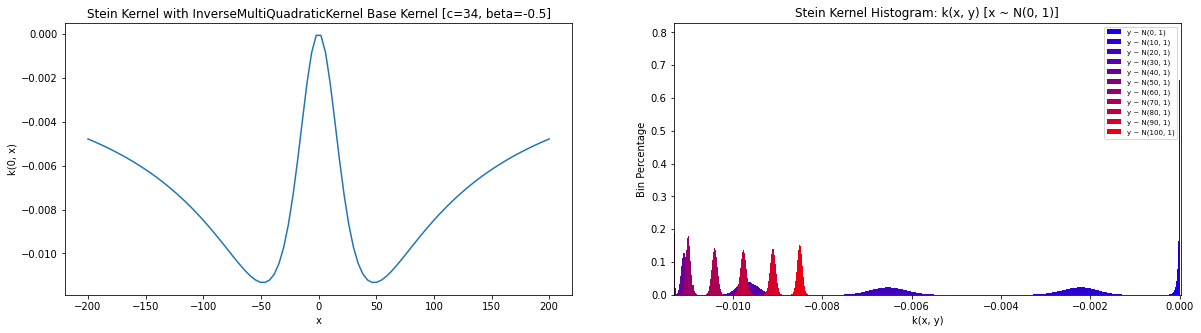 Stein Kernel with InverseMultiQuadraticKernel Base Kernel [c=34, beta=-0.5]
0.000
−0.002
−0.004
−0.006
−0.008
−0.010
k(0, x)
−200
−150
−100
−50
0
50
100
150
200
x
Stein Kernel Histogram: k(x, y) [x ~ N(0, 1)]
0.8
0.7
0.6
0.5
0.4
0.3
0.2
0.1
0.0
Bin Percentage
y ~ N(0, 1)
y ~ N(10, 1)
y ~ N(20, 1)
y ~ N(30, 1)
y ~ N(40, 1)
y ~ N(50, 1)
y ~ N(60, 1)
y ~ N(70, 1)
y ~ N(80, 1)
y ~ N(90, 1)
y ~ N(100, 1)
−0.010
−0.008
−0.006
−0.004
−0.002
0.000
k(x, y)